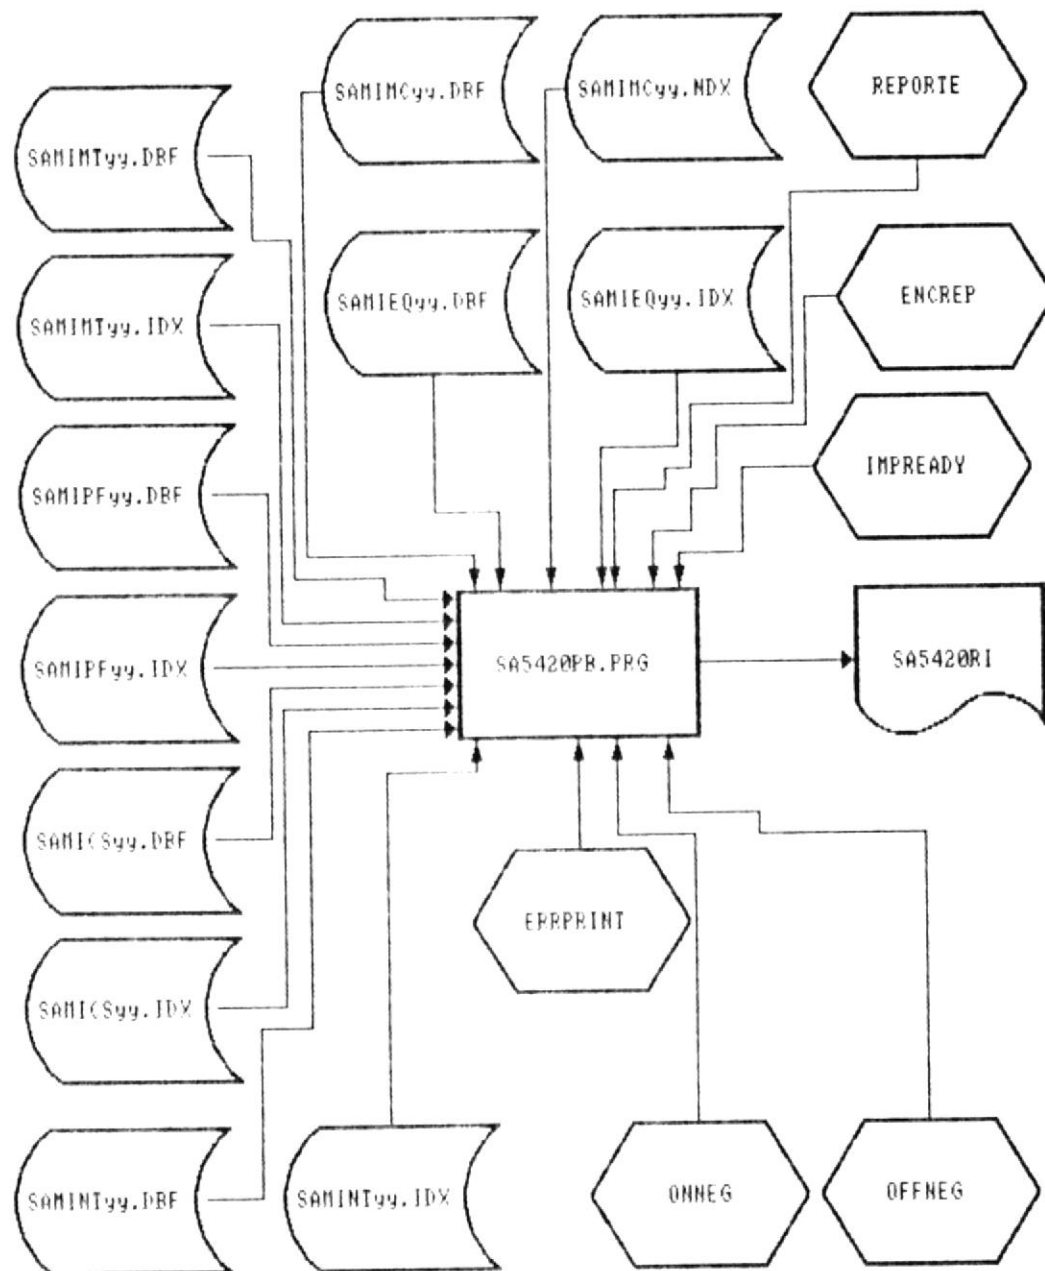 SAMIMCyy.DBF
SAMIMCyy.NDX
REPORTE
SAMIMTyy.DBF
SAMIEQyy.DBF
SAMIEQyy.IDX
ENCREP
SAMIMTyy.IDX
IMPREADY
SAMIPFyy.DBF
SAMIPFyy.IDX
SA5420PR.PRG
SA5420RI
SAMICSyy.DBF
ERRPRINT
SAMICSyy.IDX
SAMINTyy.DBF
SAMINTyy.IDX
ONNEG
OFFNEG